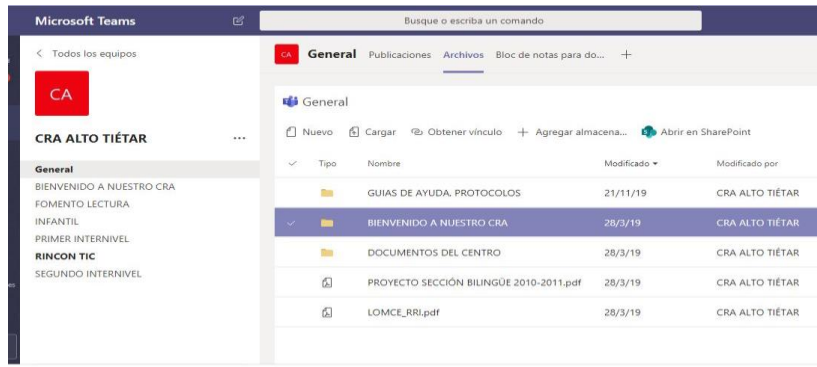 Microsoft Teams
Busque o escriba un comando
Todos los equipos
CA
CRA ALTO TIÉTAR
General
BIENVENIDO A NUESTRO CRA
FOMENTO LECTURA
INFANTIL
PRIMER INTERNIVEL
RINCON TIC
SEGUNDO INTERNIVEL
CA General Publicaciones Archivos Bloc de notas para do...
General
Nuevo Cargar Obtener vínculo Agregar almacena... Abrir en SharePoint
Tipo Nombre Modificado Modificado por
GUIAS DE AYUDA, PROTOCOLOS 21/11/19 CRA ALTO TIÉTAR
BIENVENIDO A NUESTRO CRA 28/3/19 CRA ALTO TIÉTAR
DOCUMENTOS DEL CENTRO 28/3/19 CRA ALTO TIÉTAR
PROYECTO SECCIÓN BILINGÜE 2010-2011.pdf 28/3/19 CRA ALTO TIÉTAR
LOMCE_RRI.pdf 28/3/19 CRA ALTO TIÉTAR